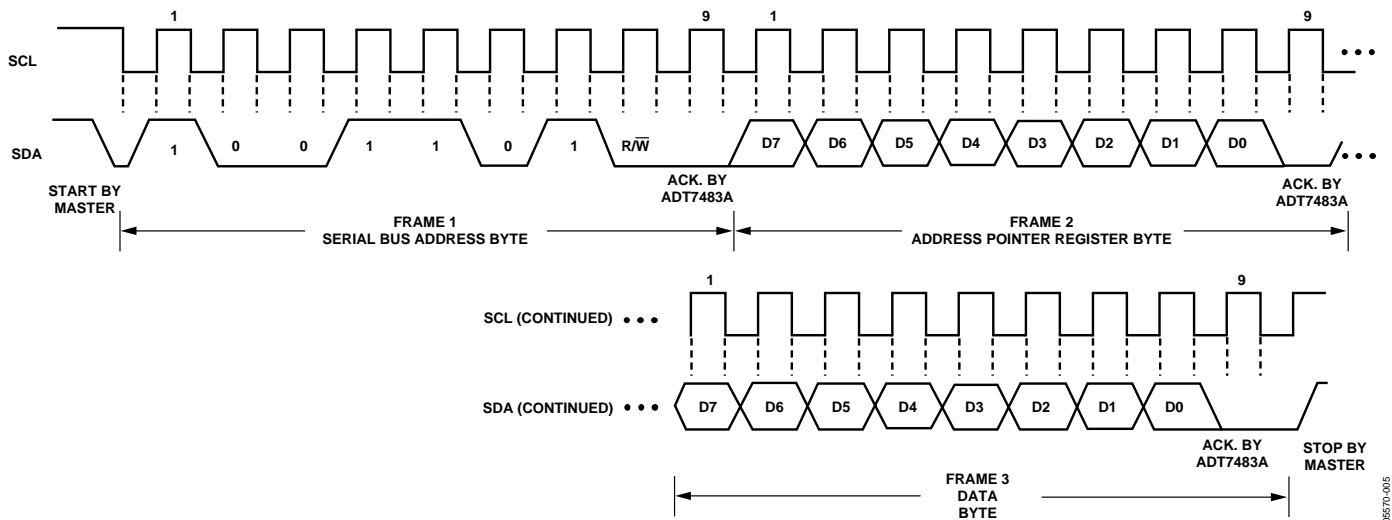 1 9 1 9
SCL
SDA
1 0 0 1 1 0 1 R/W̅ D7 D6 D5 D4 D3 D2 D1 D0
START BY
MASTER
ACK. BY
ADT7483A
ACK. BY
ADT7483A
FRAME 1
SERIAL BUS ADDRESS BYTE
FRAME 2
ADDRESS POINTER REGISTER BYTE
1 9
SCL (CONTINUED)
SDA (CONTINUED) D7 D6 D5 D4 D3 D2 D1 D0
ACK. BY
ADT7483A
STOP BY
MASTER
FRAME 3
DATA
BYTE
05570-005